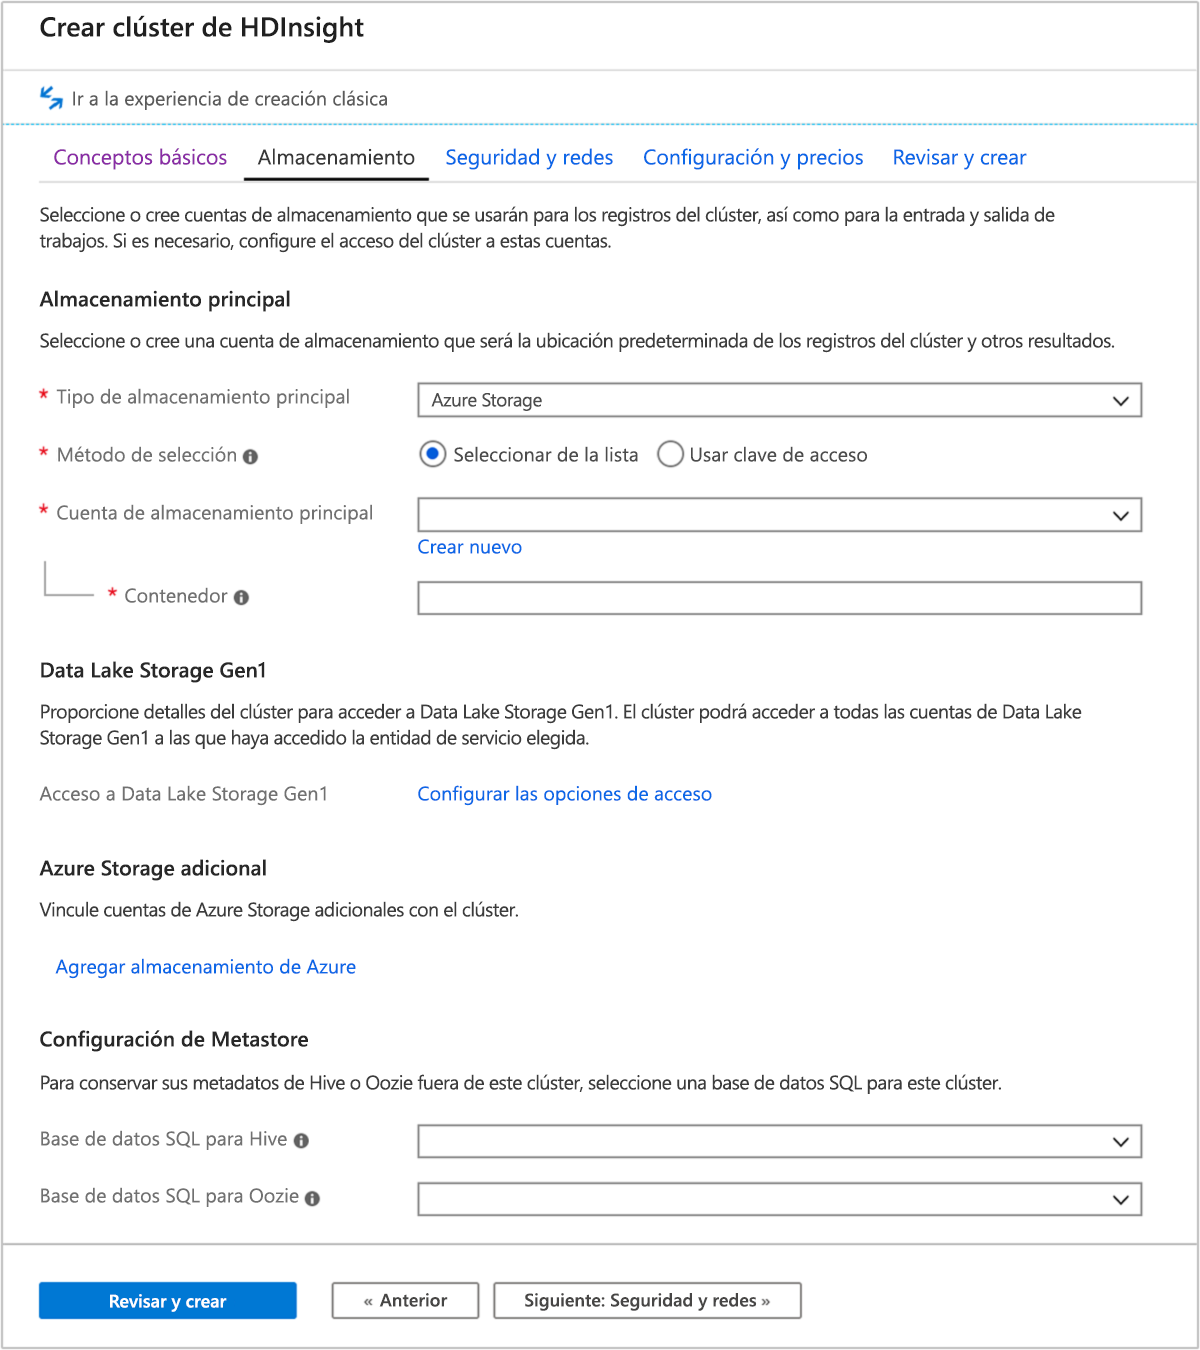 Crear clúster de HDInsight
Ir a la experiencia de creación clásica
Conceptos básicos Almacenamiento Seguridad y redes Configuración y precios Revisar y crear
Seleccione o cree cuentas de almacenamiento que se usarán para los registros del clúster, así como para la entrada y salida de
trabajos. Si es necesario, configure el acceso del clúster a estas cuentas.
Almacenamiento principal
Seleccione o cree una cuenta de almacenamiento que será la ubicación predeterminada de los registros del clúster y otros resultados.
* Tipo de almacenamiento principal Azure Storage
* Método de selección Seleccionar de la lista Usar clave de acceso
* Cuenta de almacenamiento principal
Crear nuevo
* Contenedor
Data Lake Storage Gen1
Proporcione detalles del clúster para acceder a Data Lake Storage Gen1. El clúster podrá acceder a todas las cuentas de Data Lake
Storage Gen1 a las que haya accedido la entidad de servicio elegida.
Acceso a Data Lake Storage Gen1 Configurar las opciones de acceso
Azure Storage adicional
Vincule cuentas de Azure Storage adicionales con el clúster.
Agregar almacenamiento de Azure
Configuración de Metastore
Para conservar sus metadatos de Hive o Oozie fuera de este clúster, seleccione una base de datos SQL para este clúster.
Base de datos SQL para Hive
Base de datos SQL para Oozie
Revisar y crear « Anterior Siguiente: Seguridad y redes »